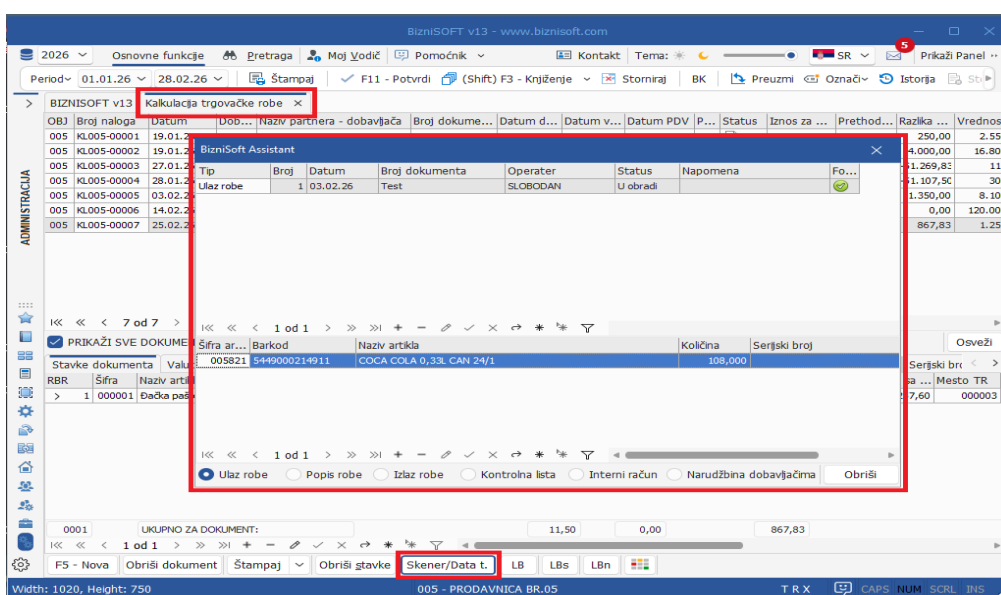 BizniSOFT v13 - www.biznisoft.com
2026 Osnovne funkcije Pretraga Moj Vodič Pomoćnik Kontakt Tema: SR 5 Prikaži Panel
Period 01.01.26 28.02.26 Štampaj F11 - Potvrdi (Shift) F3 - Knjiženje Storniraj BK Preuzmi Označi Istorija
BIZNISOFT v13 Kalkulacija trgovačke robe ×
OBJ Broj naloga Datum Dob... Naziv partnera - dobavljača Broj dokume... Datum d... Datum v... Datum PDV P... Status Iznos za ... Prethod... Razlika ... Vrednos
005 KL005-00001 19.01.2 250,00 2.55
005 KL005-00002 19.01.2 4.000,00 16.80
005 KL005-00003 27.01.2 1.269,83 11
005 KL005-00004 28.01.2 1.107,50 30
005 KL005-00005 03.02.2 1.350,00 8.10
005 KL005-00006 14.02.2 0,00 120.00
005 KL005-00007 25.02.2 867,83 1.25
ADMINISTRACIJA
BizniSoft Assistant
Tip Broj Datum Broj dokumenta Operater Status Napomena Fo...
Ulaz robe 1 03.02.26 Test SLOBODAN U obradi
7 od 7
1 od 1
PRIKAŽI SVE DOKUMEN Osveži
Šifra ar... Barkod Naziv artikla Količina Serijski broj
005821 5449000214911 COCA COLA 0,33L CAN 24/1 108,000
Stavke dokumenta Valu Serijski brc
RBR Šifra Naziv artik sa ... Mesto TR
1 000001 Đačka paš 7,60 000003
1 od 1
Ulaz robe Popis robe Izlaz robe Kontrolna lista Interni račun Narudžbina dobavljačima Obriši
0001 UKUPNO ZA DOKUMENT: 11,50 0,00 867,83
1 od 1
F5 - Nova Obriši dokument Štampaj Obriši stavke Skener/Data t. LB LBs LBn
Width: 1020, Height: 750 005 - PRODAVNICA BR.05 T R X CAPS NUM SCRL INS